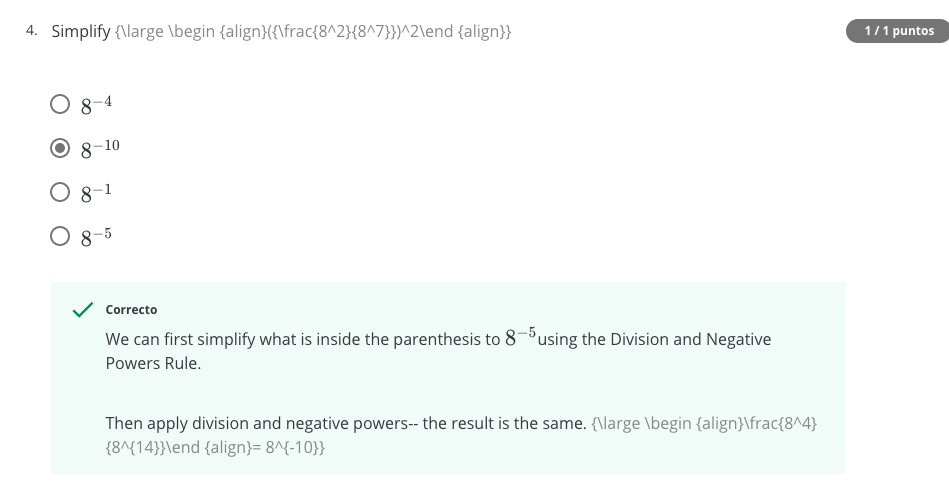 4. Simplify {\large \begin {align}({\frac{8^2}{8^7}})^2\end {align}}
1 / 1 puntos
8⁻⁴
8⁻¹⁰
8⁻¹
8⁻⁵
Correcto
We can first simplify what is inside the parenthesis to 8⁻⁵using the Division and Negative
Powers Rule.
Then apply division and negative powers-- the result is the same. {\large \begin {align}\frac{8^4}
{8^{14}}\end {align}= 8^{-10}}